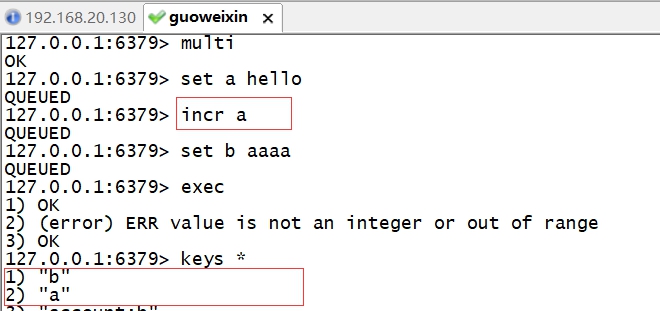 192.168.20.130 guoweixin
127.0.0.1:6379> multi
OK
127.0.0.1:6379> set a hello
QUEUED
127.0.0.1:6379> incr a
QUEUED
127.0.0.1:6379> set b aaaa
QUEUED
127.0.0.1:6379> exec
1) OK
2) (error) ERR value is not an integer or out of range
3) OK
127.0.0.1:6379> keys *
1) "b"
2) "a"
3) "account:b"